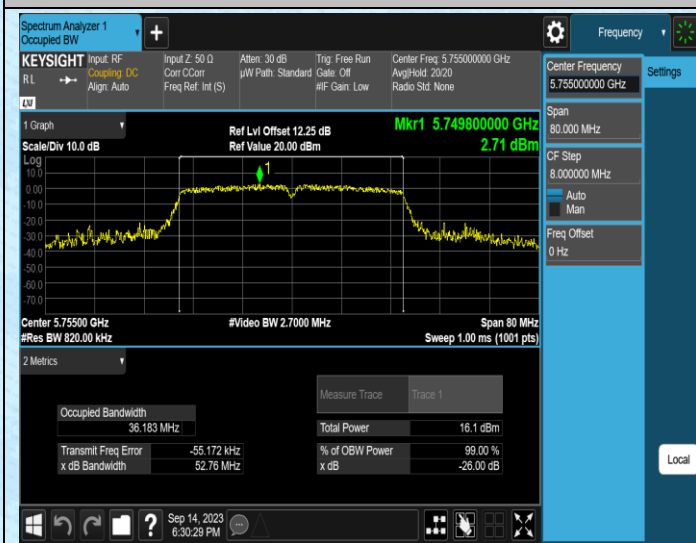 Spectrum Analyzer 1
Occupied BW
+
Frequency
KEYSIGHT
RL
LV
Input: RF
Coupling: DC
Align: Auto
Input Z: 50 Ω
Corr CCorr
Freq Ref: Int (S)
Atten: 30 dB
µW Path: Standard
Trig: Free Run
Gate: Off
#IF Gain: Low
Center Freq: 5.755000000 GHz
Avg|Hold: 20/20
Radio Std: None
Center Frequency
5.755000000 GHz
Settings
Span
80.000 MHz
CF Step
8.000000 MHz
Auto
Man
Freq Offset
0 Hz
Local
1 Graph
Scale/Div 10.0 dB
Ref Lvl Offset 12.25 dB
Ref Value 20.00 dBm
Mkr1 5.749800000 GHz
2.71 dBm
Log
10.0
0.00
-10.0
-20.0
-30.0
-40.0
-50.0
-60.0
-70.0
1
Center 5.75500 GHz
#Video BW 2.7000 MHz
Span 80 MHz
#Res BW 820.00 kHz
Sweep 1.00 ms (1001 pts)
2 Metrics
Measure Trace Trace 1
Occupied Bandwidth
36.183 MHz
Total Power 16.1 dBm
Transmit Freq Error -55.172 kHz
% of OBW Power 99.00 %
x dB Bandwidth 52.76 MHz
x dB -26.00 dB
?
Sep 14, 2023
6:30:29 PM